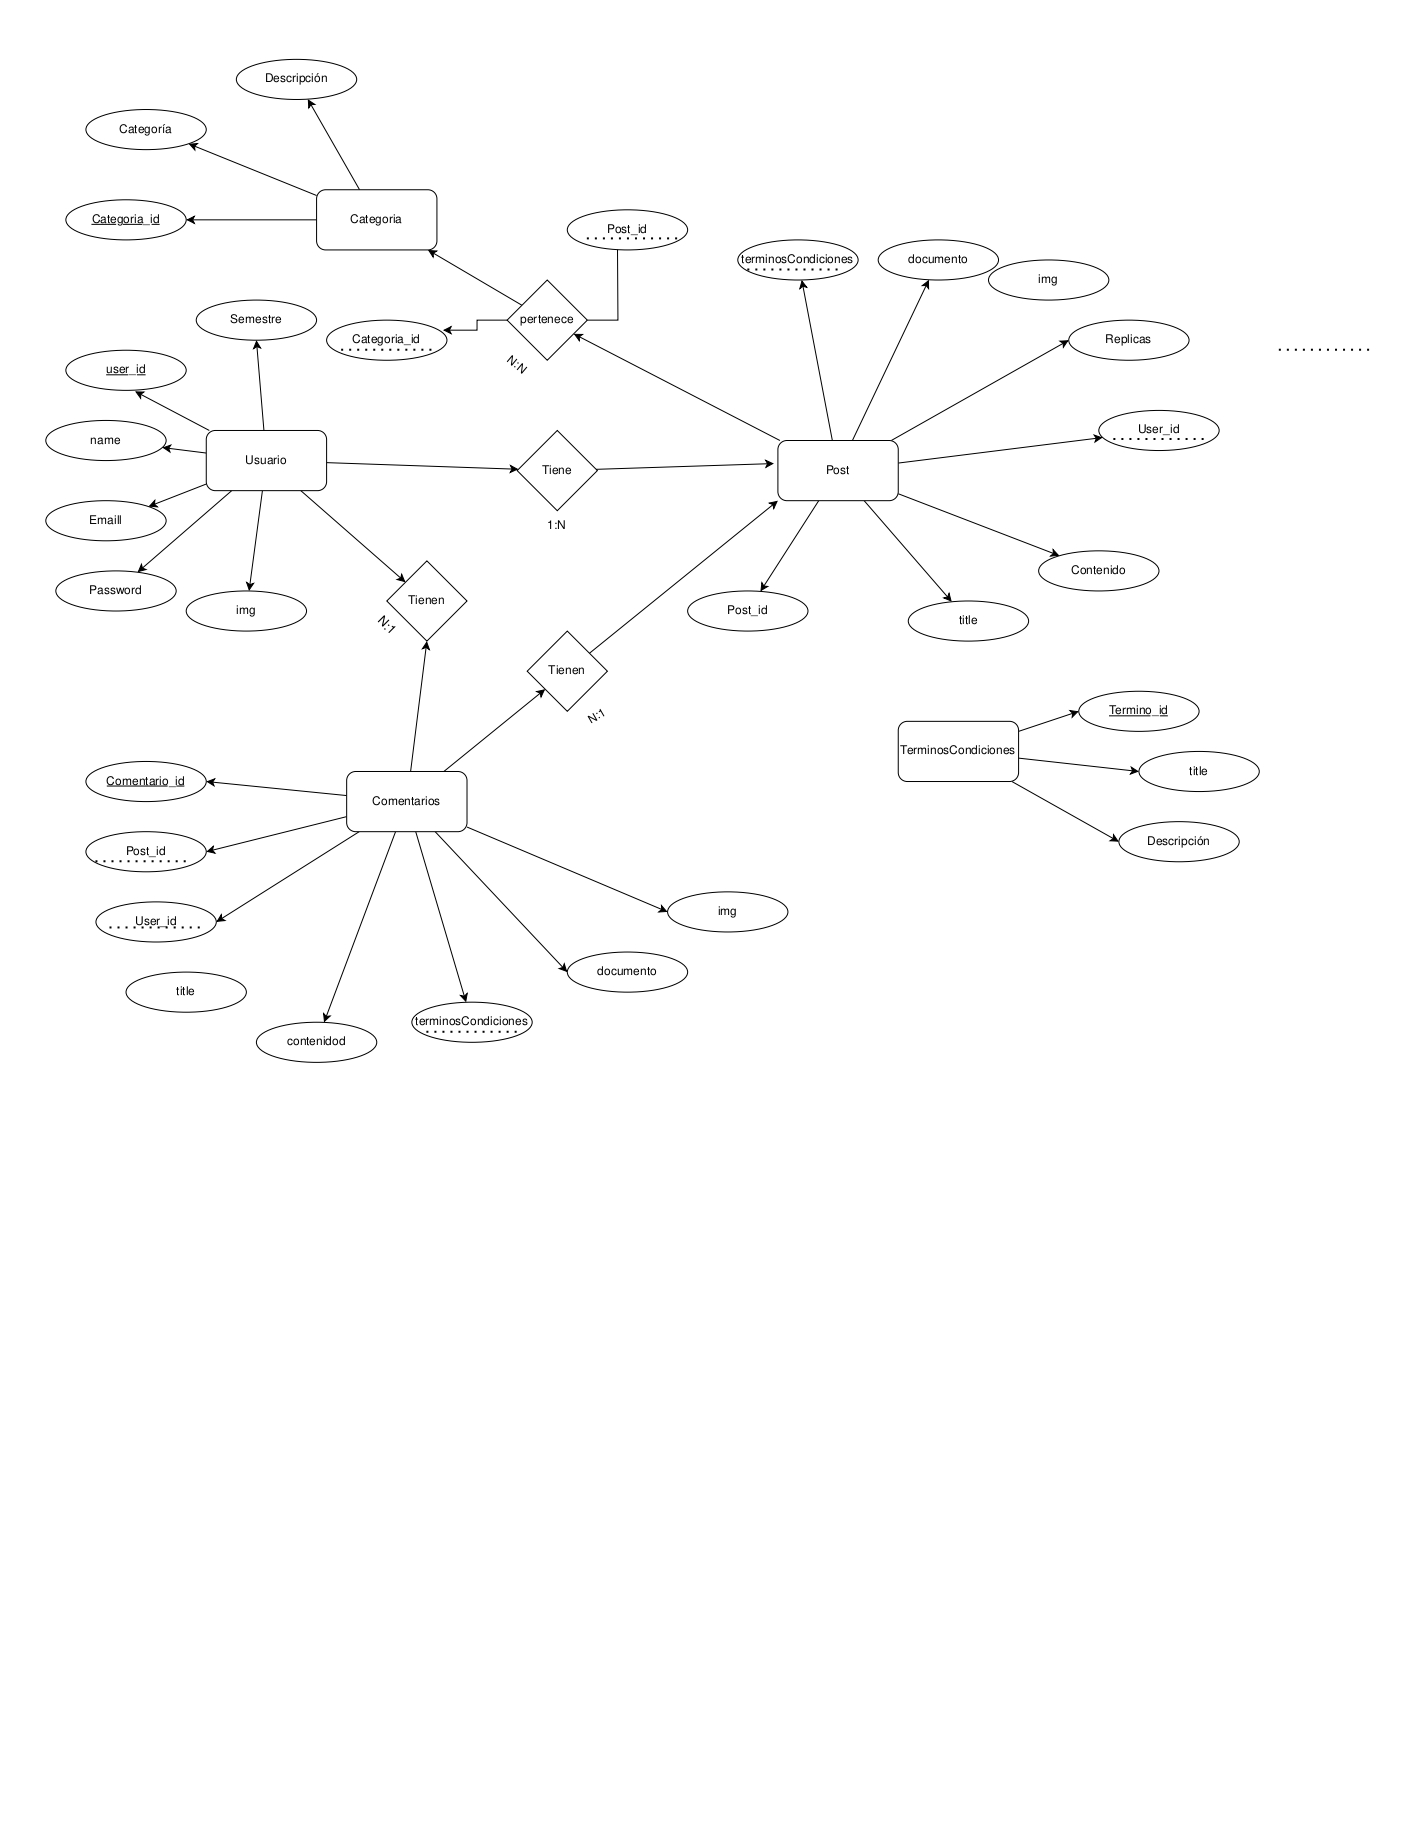 Descripción
Categoría
Categoria_id
Categoria
Post_id
terminosCondiciones
documento
img
Semestre
Categoria_id
pertenece
N:N
Replicas
user_id
name
Usuario
Tiene
1:N
Post
User_id
Emaill
Password
img
Tienen
N:1
Contenido
Post_id
title
Tienen
N:1
Termino_id
TerminosCondiciones
title
Descripción
Comentario_id
Comentarios
Post_id
User_id
img
documento
title
contenidod
terminosCondiciones